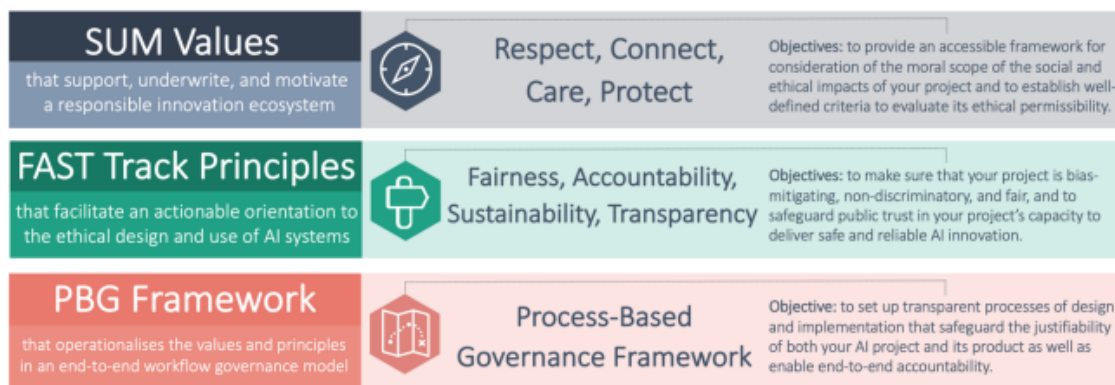 SUM Values
that support, underwrite, and motivate
a responsible innovation ecosystem
Respect, Connect,
Care, Protect
Objectives: to provide an accessible framework for
consideration of the moral scope of the social and
ethical impacts of your project and to establish well-
defined criteria to evaluate its ethical permissibility.
FAST Track Principles
that facilitate an actionable orientation to
the ethical design and use of AI systems
Fairness, Accountability,
Sustainability, Transparency
Objectives: to make sure that your project is bias-
mitigating, non-discriminatory, and fair, and to
safeguard public trust in your project's capacity to
deliver safe and reliable AI innovation.
PBG Framework
that operationalises the values and principles
in an end-to-end workflow governance model
Process-Based
Governance Framework
Objective: to set up transparent processes of design
and implementation that safeguard the justifiability
of both your AI project and its product as well as
enable end-to-end accountability.